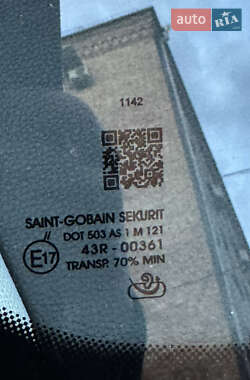 AUTO
RIA
1142
SAINT-GOBAIN SEKURIT
// DOT 503 AS 1 M 121
E17 43R - 00361
TRANSP. 70% MIN